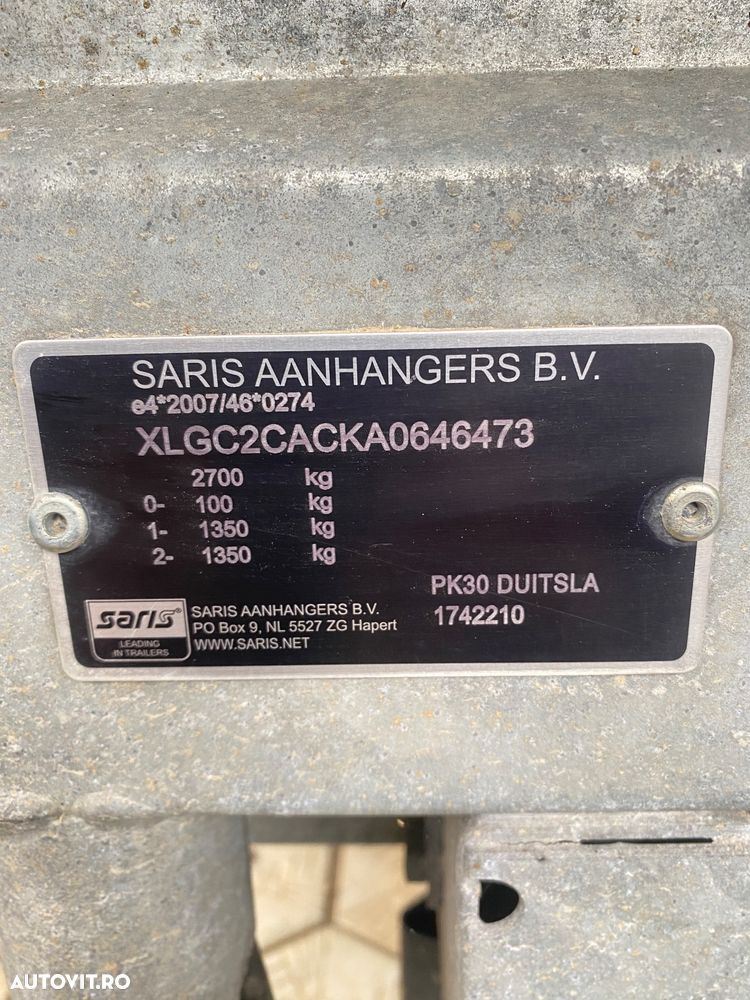 SARIS AANHANGERS B.V.
e4*2007/46*0274
XLGC2CACKA0646473
2700 kg
0- 100 kg
1- 1350 kg
2- 1350 kg
PK30 DUITSLA
1742210
saris®
LEADING
IN TRAILERS
SARIS AANHANGERS B.V.
PO Box 9, NL 5527 ZG Hapert
WWW.SARIS.NET
AUTOVIT.RO